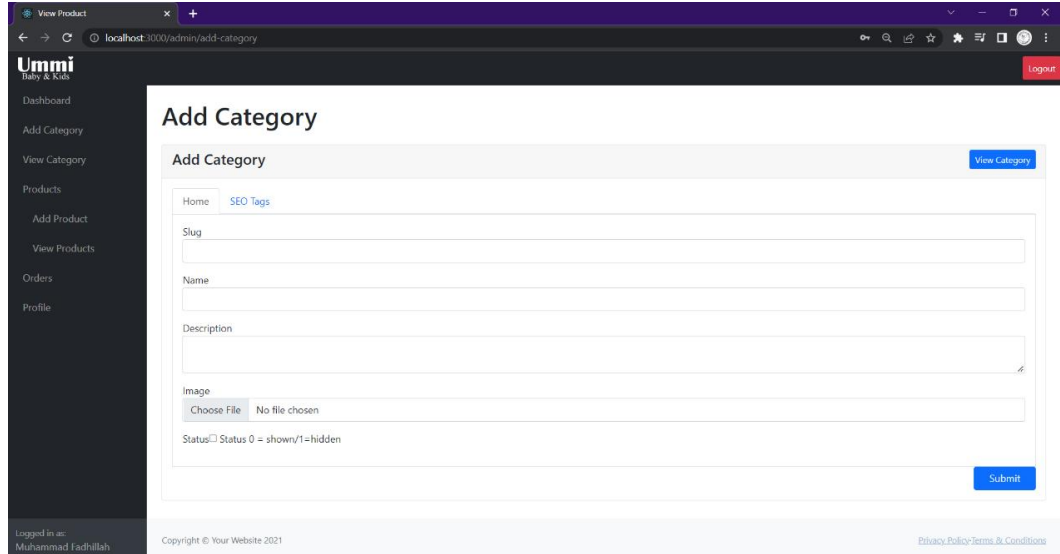 View Product
localhost:3000/admin/add-category
Ummi
Baby & Kids
Logout
Dashboard
Add Category
View Category
Products
Add Product
View Products
Orders
Profile
Logged in as:
Muhammad Fadhillah
Add Category
Add Category
View Category
Home SEO Tags
Slug
Name
Description
Image
Choose File No file chosen
Status Status 0 = shown/1=hidden
Submit
Copyright © Your Website 2021
Privacy Policy·Terms & Conditions